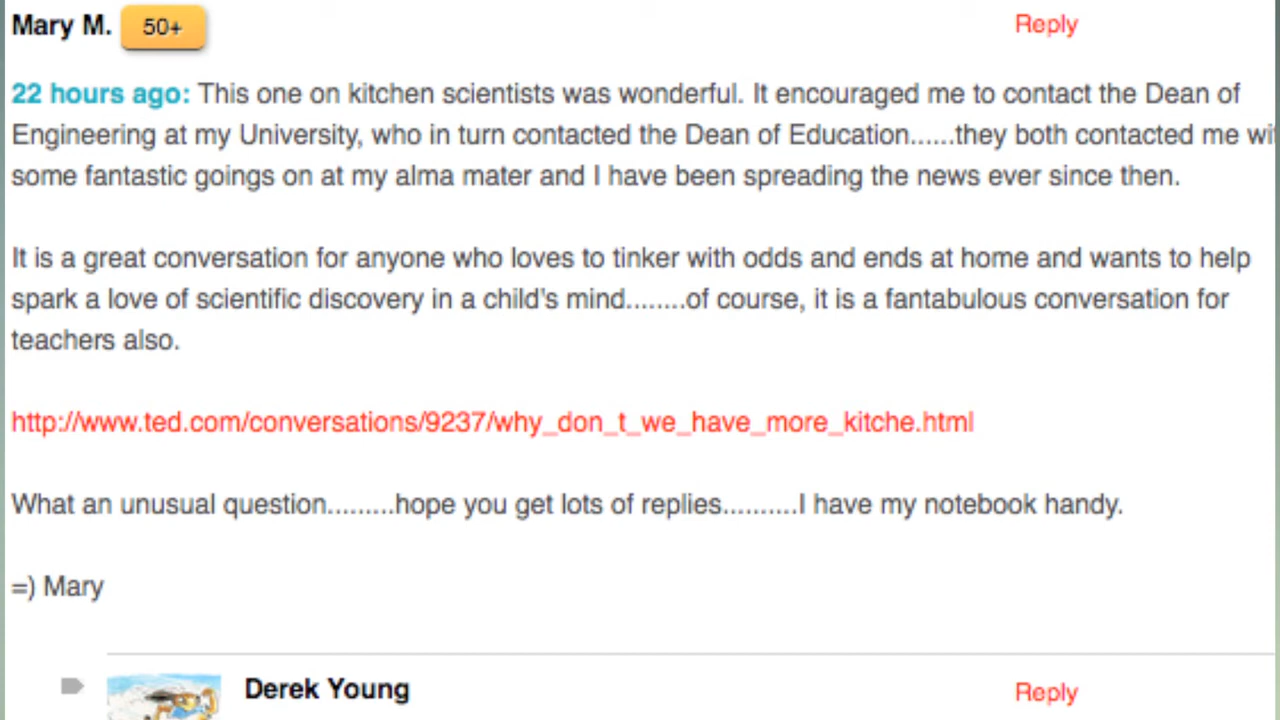 Mary M. 50+ Reply
22 hours ago: This one on kitchen scientists was wonderful. It encouraged me to contact the Dean of
Engineering at my University, who in turn contacted the Dean of Education......they both contacted me
some fantastic goings on at my alma mater and I have been spreading the news ever since then.
It is a great conversation for anyone who loves to tinker with odds and ends at home and wants to help
spark a love of scientific discovery in a child's mind........of course, it is a fantabulous conversation for
teachers also.
http://www.ted.com/conversations/9237/why_don_t_we_have_more_kitche.html
What an unusual question.........hope you get lots of replies..........I have my notebook handy.
=) Mary
Derek Young Reply